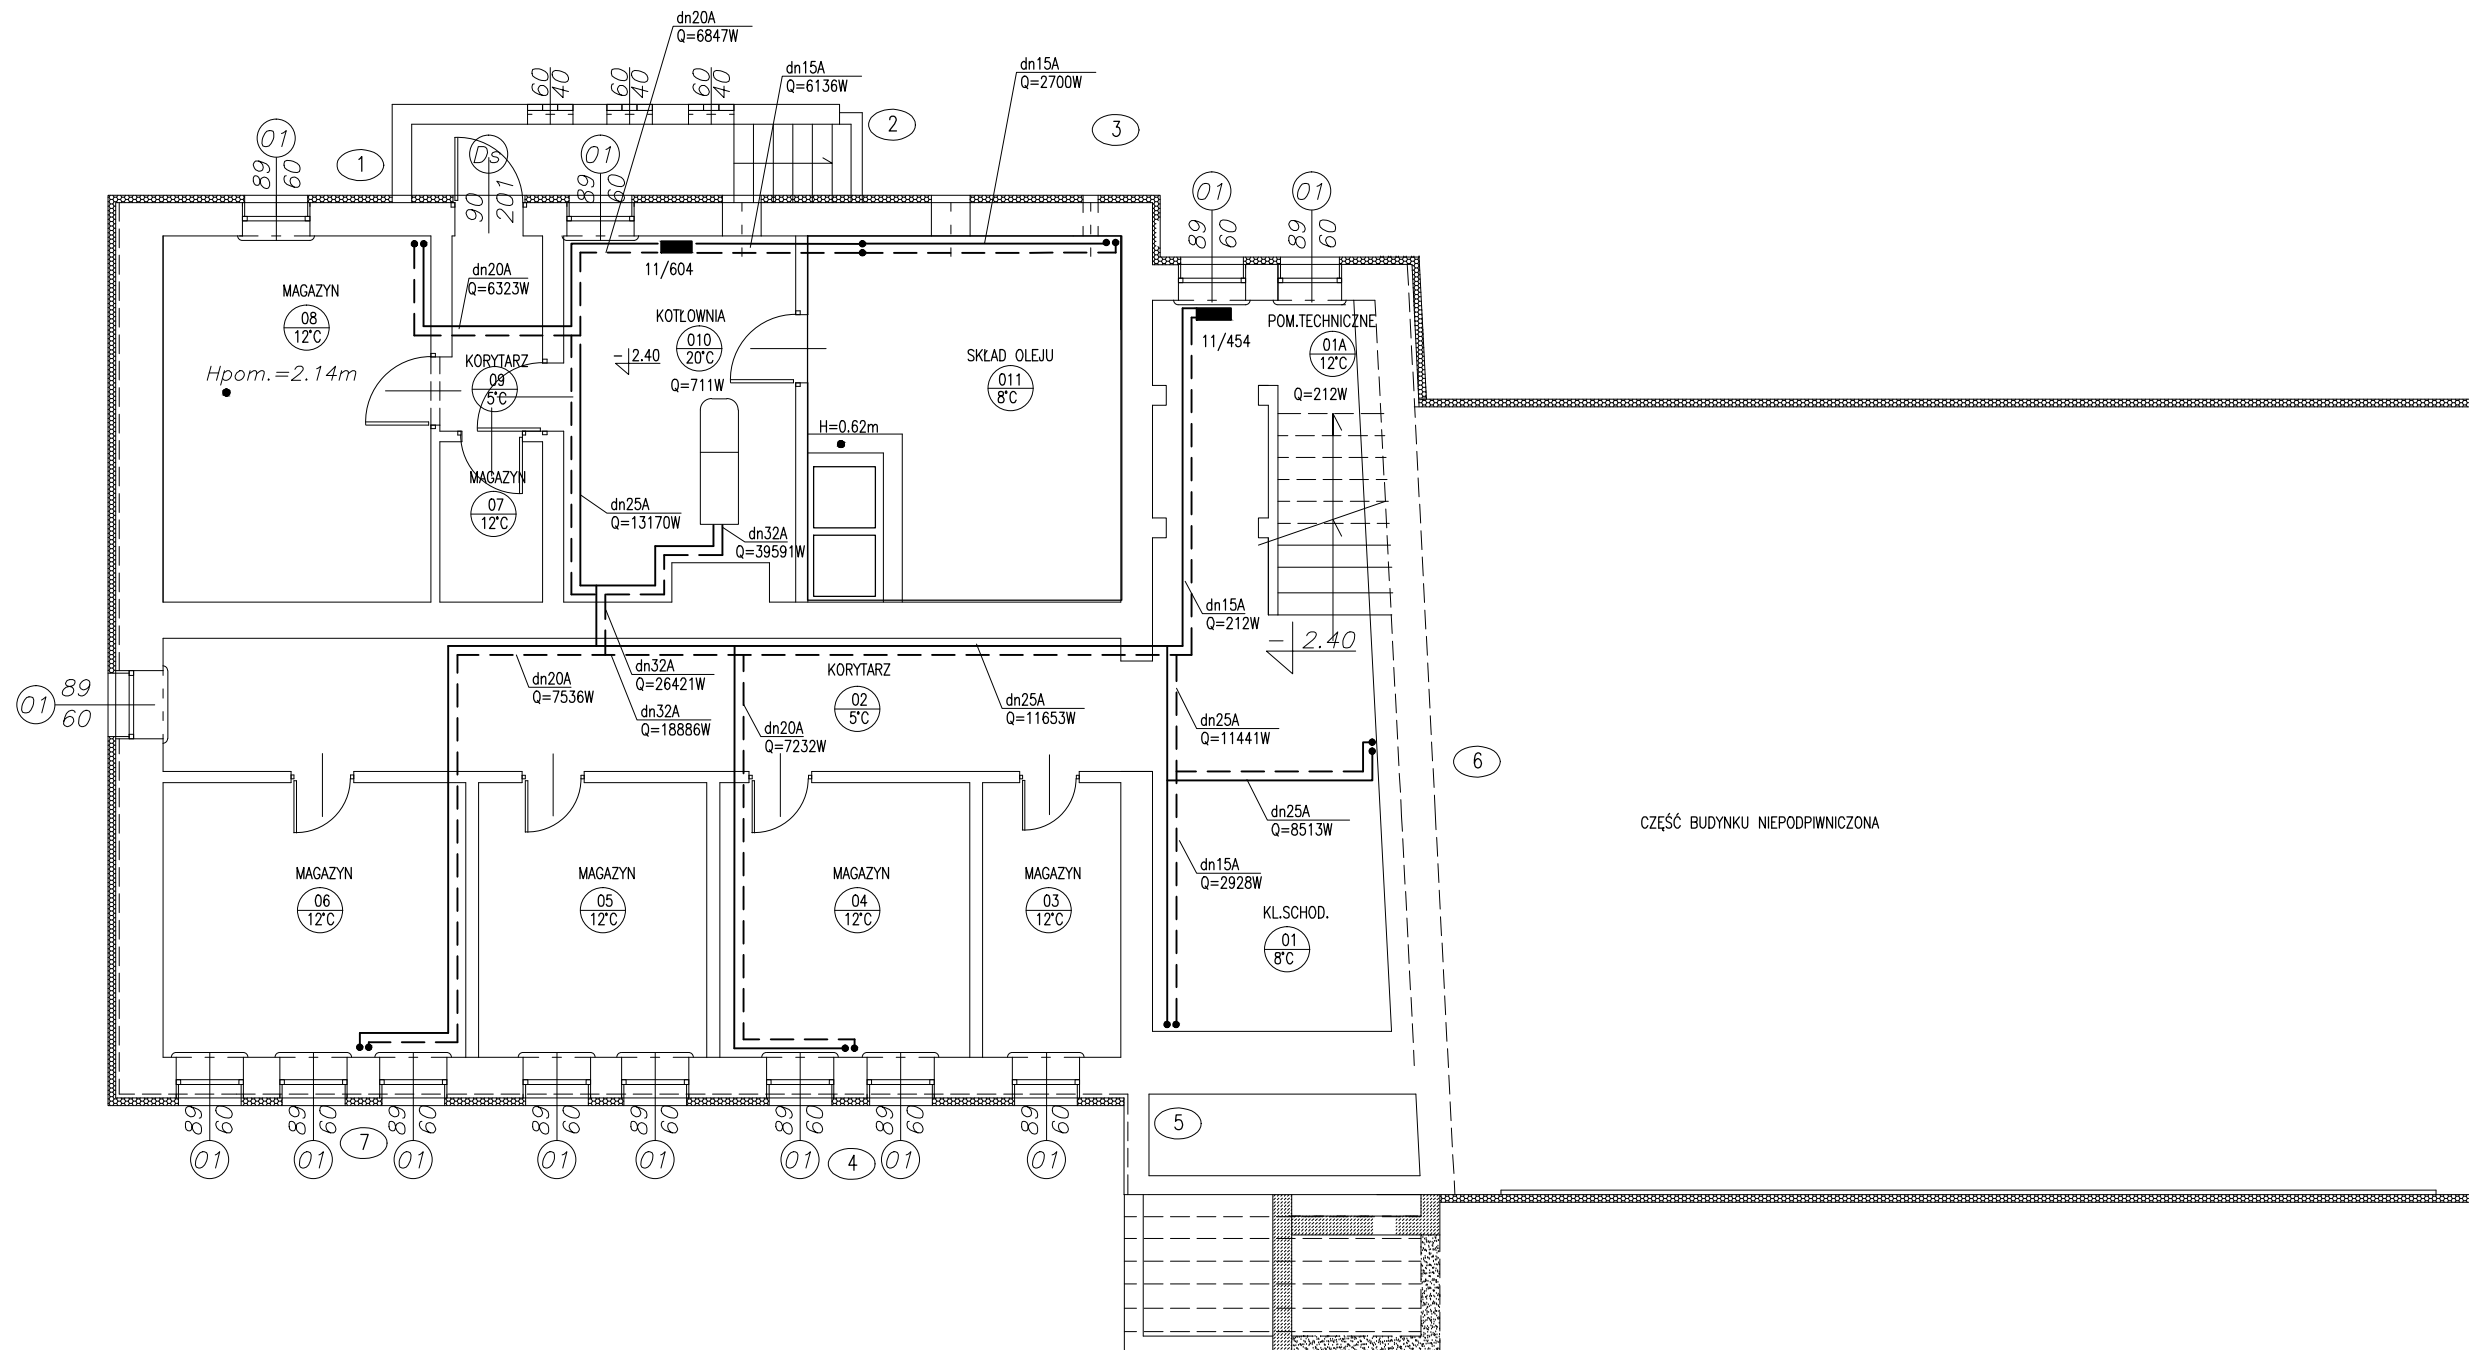 dn20A
Q=6847W
dn15A
Q=6136W
dn15A
Q=2700W
60
40
60
40
60
40
2
3
1
01
89
60
Ds
90
201
01
89
60
01
89
60
01
89
60
11/604
dn20A
Q=6323W
MAGAZYN
08
12°C
Hpom.=2.14m
KOTŁOWNIA
010
20°C
Q=711W
-2.40
KORYTARZ
09
5°C
SKŁAD OLEJU
011
8°C
11/454
POM.TECHNICZNE
01A
12°C
Q=212W
H=0.62m
MAGAZYN
07
12°C
dn25A
Q=13170W
dn32A
Q=39591W
dn15A
Q=212W
-2.40
01
89
60
dn20A
Q=7536W
dn32A
Q=26421W
dn32A
Q=18886W
KORYTARZ
02
5°C
dn20A
Q=7232W
dn25A
Q=11653W
dn25A
Q=11441W
6
dn25A
Q=8513W
CZĘŚĆ BUDYNKU NIEPODPIWNICZONA
dn15A
Q=2928W
MAGAZYN
06
12°C
MAGAZYN
05
12°C
MAGAZYN
04
12°C
MAGAZYN
03
12°C
KL.SCHOD.
01
8°C
89
60
01
89
60
01
7
89
60
01
89
60
01
89
60
01
89
60
01
4
89
60
01
89
60
01
5